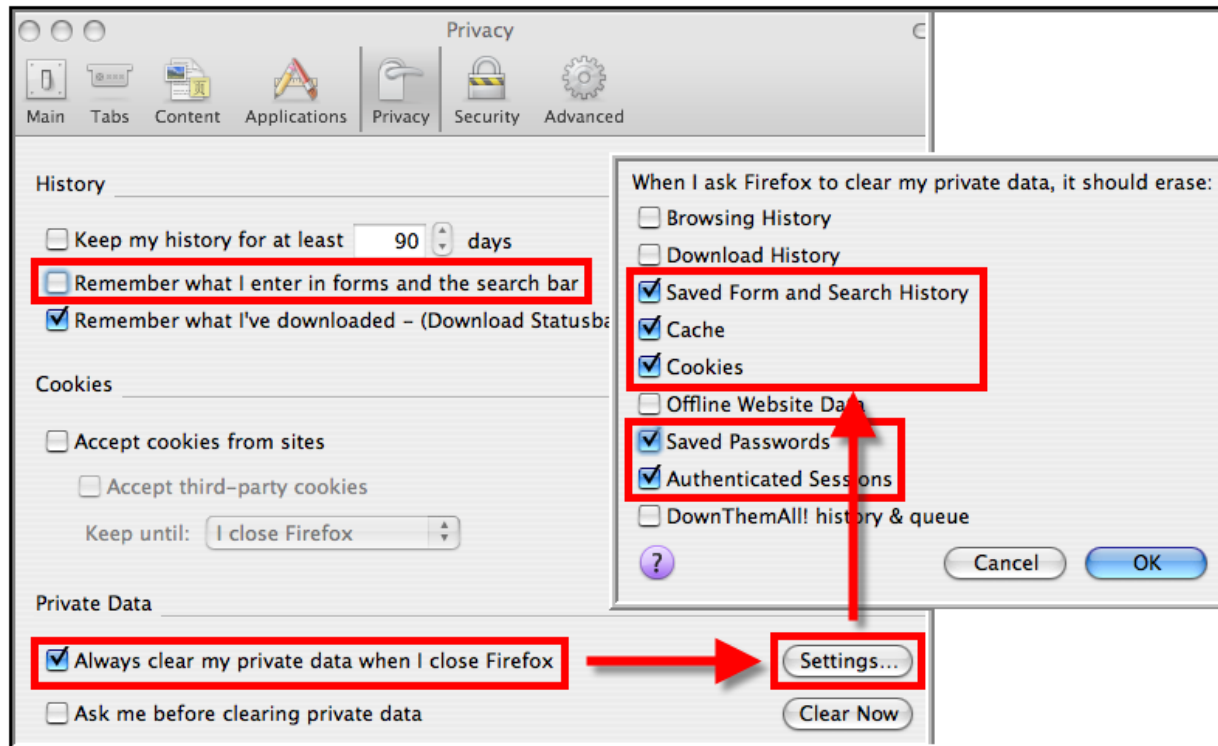 Privacy
Main Tabs Content Applications Privacy Security Advanced
History
Keep my history for at least 90 days
Remember what I enter in forms and the search bar
Remember what I've downloaded – (Download Statusba
Cookies
Accept cookies from sites
Accept third-party cookies
Keep until: I close Firefox
Private Data
Always clear my private data when I close Firefox Settings...
Ask me before clearing private data Clear Now
When I ask Firefox to clear my private data, it should erase:
Browsing History
Download History
Saved Form and Search History
Cache
Cookies
Offline Website Data
Saved Passwords
Authenticated Sessions
DownThemAll! history & queue
? Cancel OK